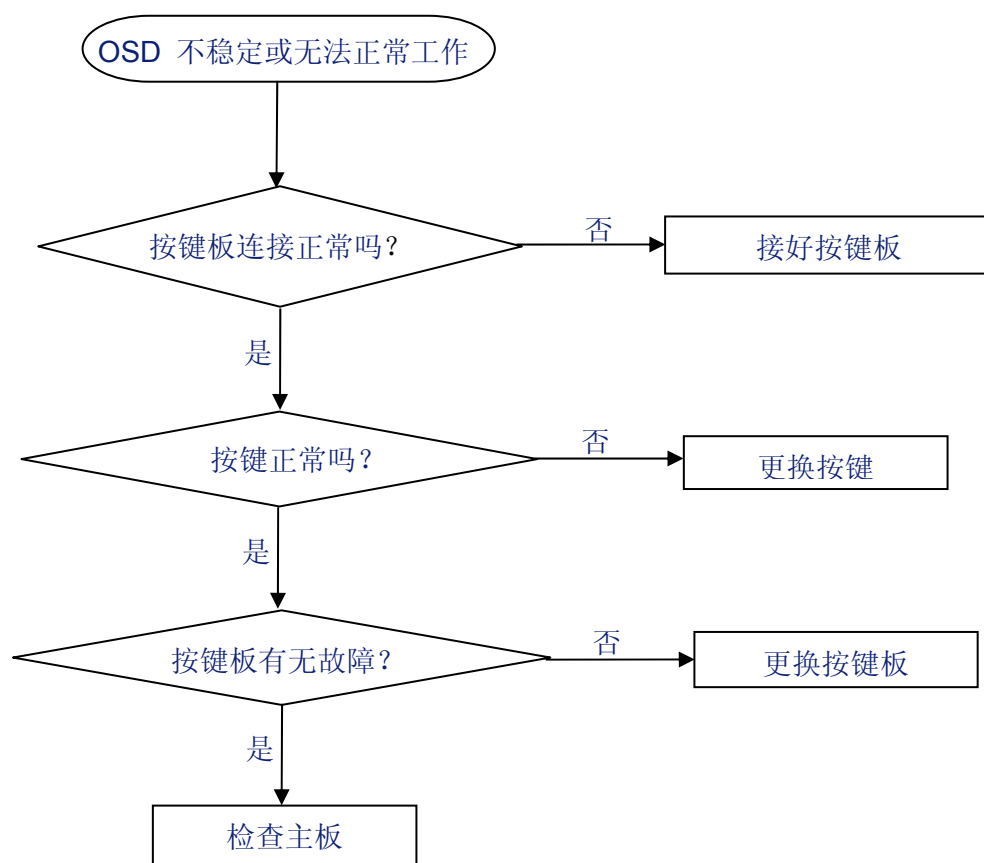 OSD 不稳定或无法正常工作
按键板连接正常吗?
否
接好按键板
是
按键正常吗?
否
更换按键
是
按键板有无故障?
否
更换按键板
是
检查主板